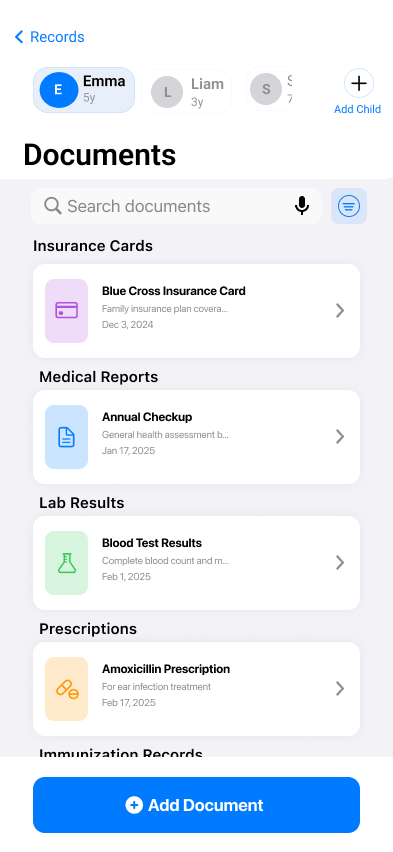 Records
E
Emma
5y
L
Liam
3y
S
7
Add Child
Documents
Search documents
Insurance Cards
Blue Cross Insurance Card
Family insurance plan covera...
Dec 3, 2024
Medical Reports
Annual Checkup
General health assessment b...
Jan 17, 2025
Lab Results
Blood Test Results
Complete blood count and m...
Feb 1, 2025
Prescriptions
Amoxicillin Prescription
For ear infection treatment
Feb 17, 2025
Immunization Records
Add Document